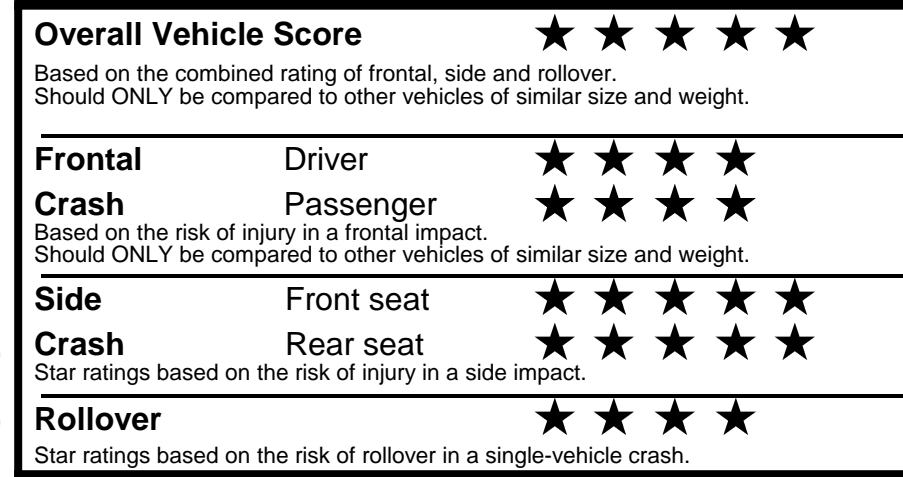 Overall Vehicle Score ★ ★ ★ ★ ★
Based on the combined rating of frontal, side and rollover.
Should ONLY be compared to other vehicles of similar size and weight.
Frontal Driver ★ ★ ★ ★
Crash Passenger ★ ★ ★ ★
Based on the risk of injury in a frontal impact.
Should ONLY be compared to other vehicles of similar size and weight.
Side Front seat ★ ★ ★ ★ ★
Crash Rear seat ★ ★ ★ ★ ★
Star ratings based on the risk of injury in a side impact.
Rollover ★ ★ ★ ★
Star ratings based on the risk of rollover in a single-vehicle crash.